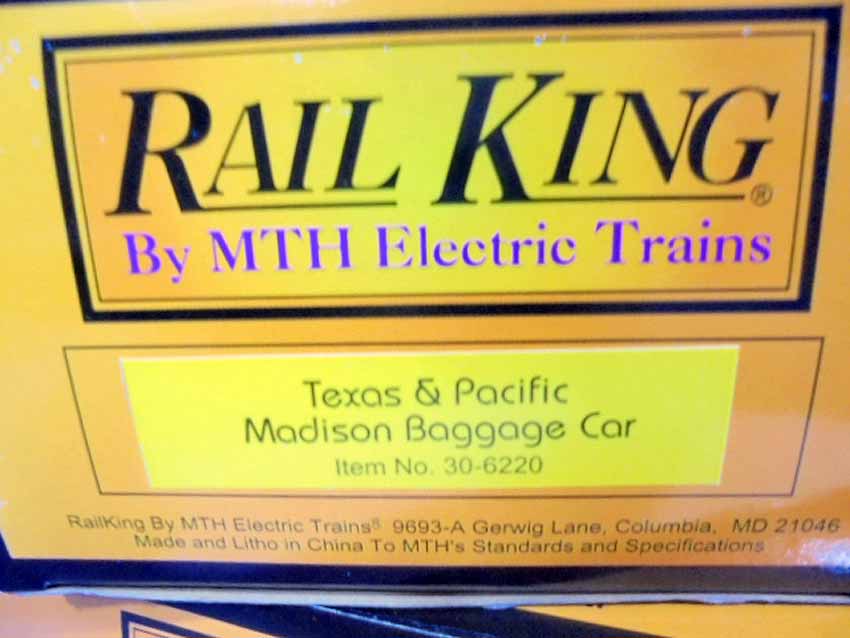 RAIL KING®
By MTH Electric Trains
Texas & Pacific
Madison Baggage Car
Item No. 30-6220
RailKing By MTH Electric Trains® 9693-A Gerwig Lane, Columbia, MD 21046
Made and Litho in China To MTH's Standards and Specifications